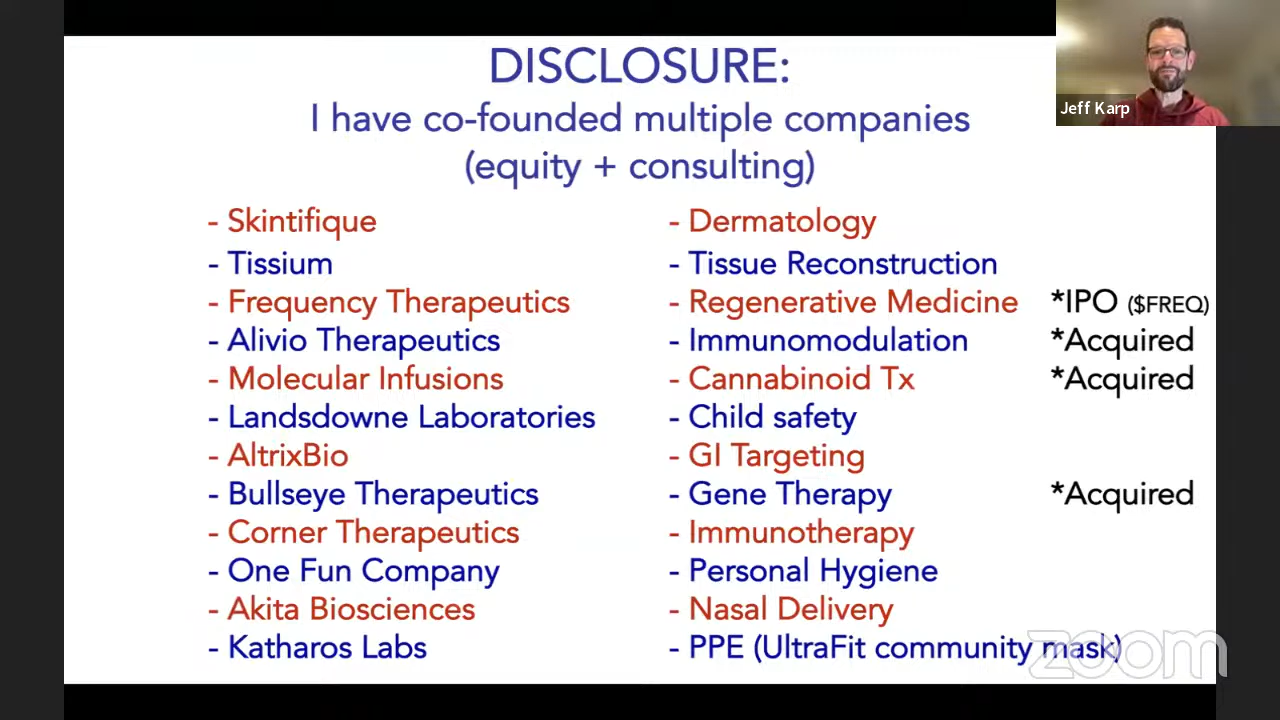 DISCLOSURE:
I have co-founded multiple companies
(equity + consulting)
Jeff Karp
- Skintifique - Dermatology
- Tissium - Tissue Reconstruction
- Frequency Therapeutics - Regenerative Medicine *IPO ($FREQ)
- Alivio Therapeutics - Immunomodulation *Acquired
- Molecular Infusions - Cannabinoid Tx *Acquired
- Landsdowne Laboratories - Child safety
- AltrixBio - GI Targeting
- Bullseye Therapeutics - Gene Therapy *Acquired
- Corner Therapeutics - Immunotherapy
- One Fun Company - Personal Hygiene
- Akita Biosciences - Nasal Delivery
- Katharos Labs - PPE (UltraFit community mask)
zoom